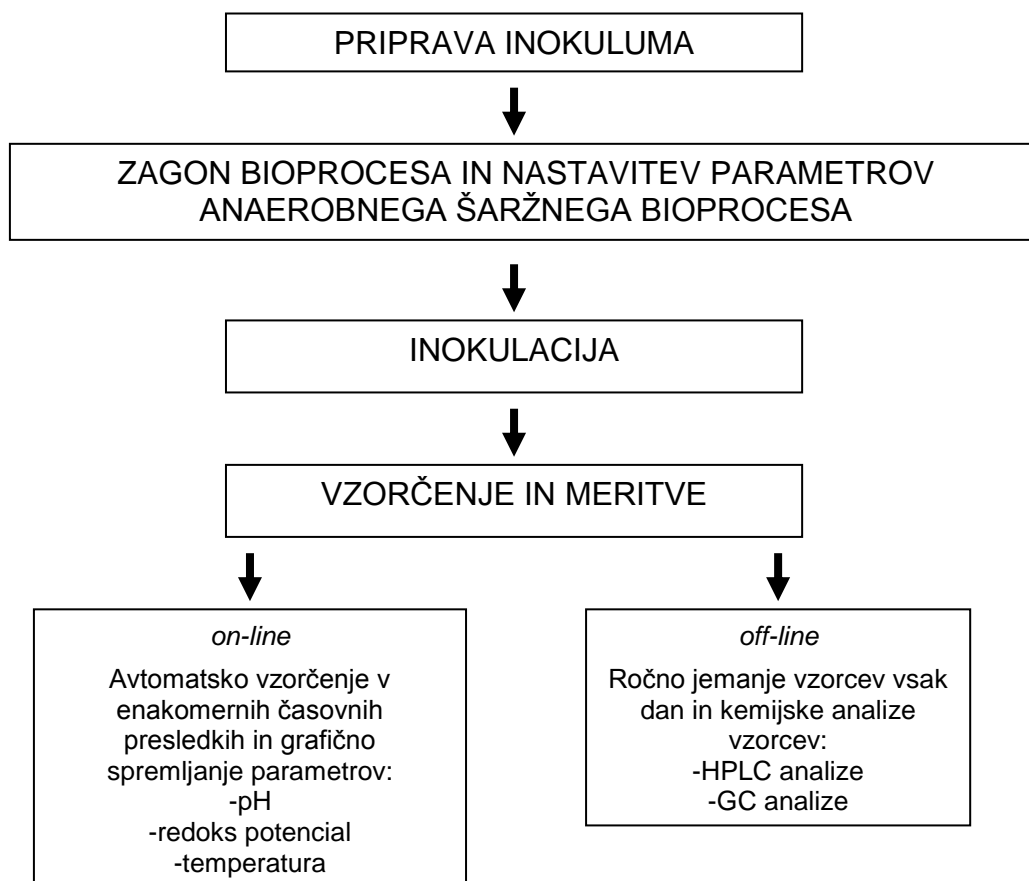 PRIPRAVA INOKULUMA
ZAGON BIOPROCESA IN NASTAVITEV PARAMETROV
ANAEROBNEGA ŠARŽNEGA BIOPROCESA
INOKULACIJA
VZORČENJE IN MERITVE
on-line
Avtomatsko vzorčenje v
enakomernih časovnih
presledkih in grafično
spremljanje parametrov:
-pH
-redoks potencial
-temperatura
off-line
Ročno jemanje vzorcev vsak
dan in kemijske analize
vzorcev:
-HPLC analize
-GC analize